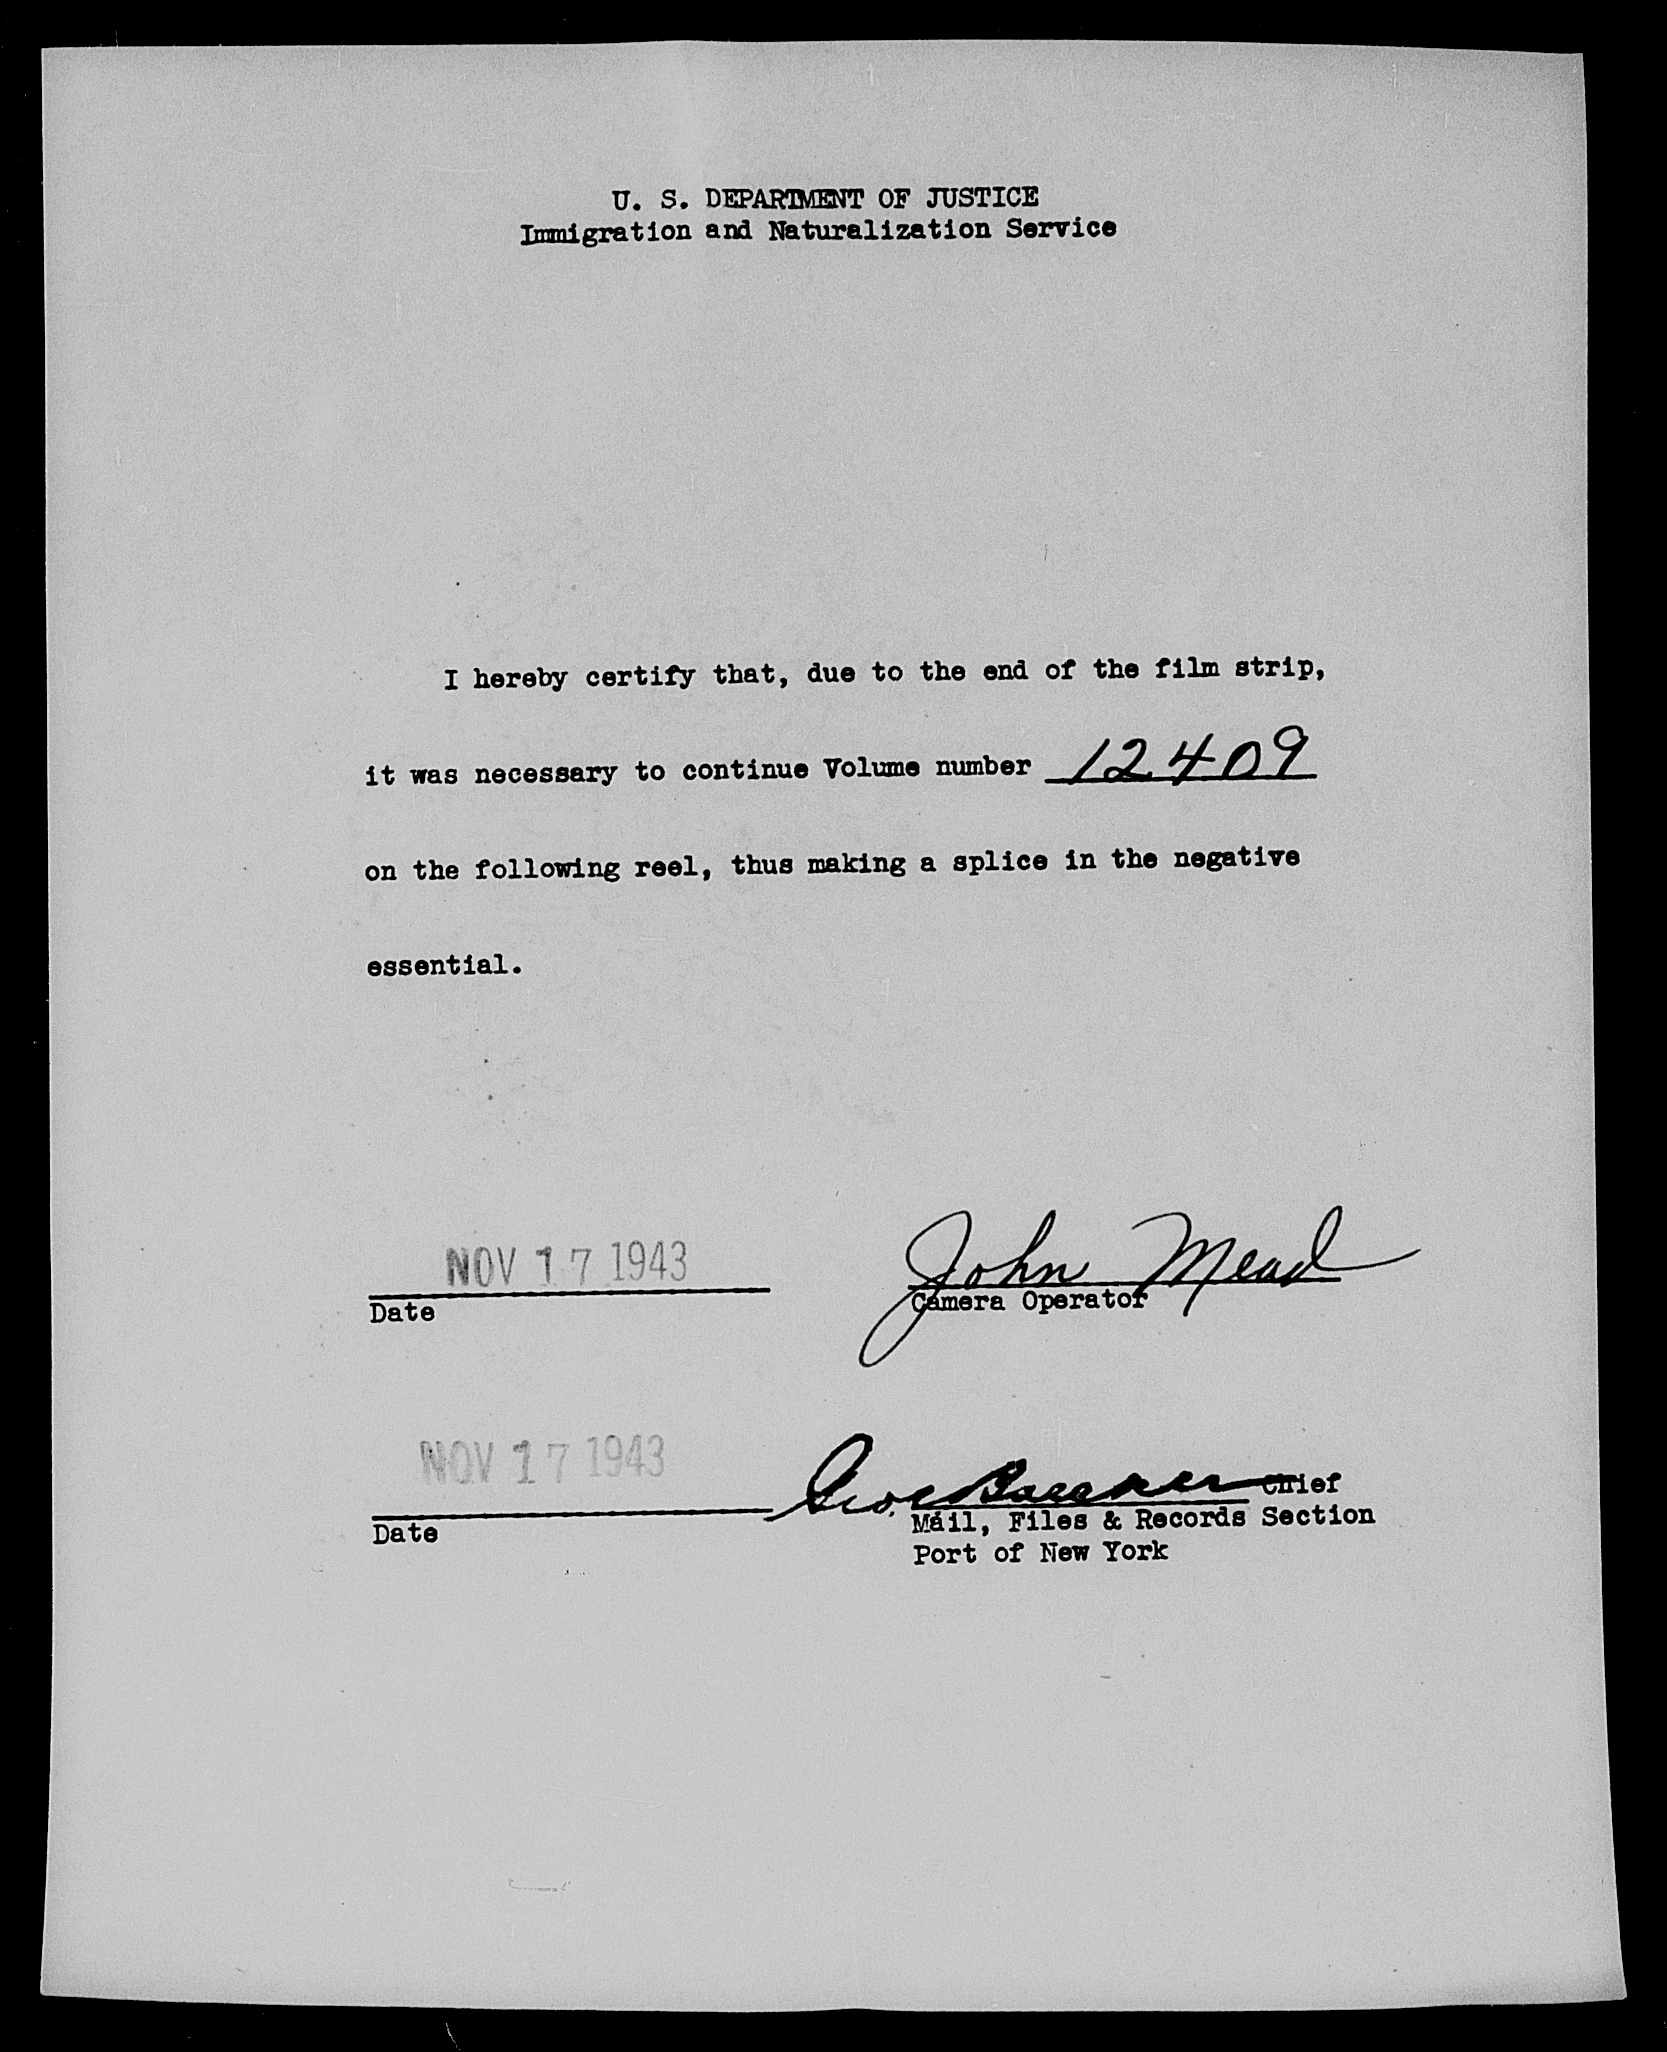 U. S. DEPARTMENT OF JUSTICE
Immigration and Naturalization Service
I hereby certify that, due to the end of the film strip,
it was necessary to continue Volume number 12409
on the following reel, thus making a splice in the negative
essential.
NOV 17 1943 John Mead
Date Camera Operator
NOV 17 1943 Geo. Chief
Date Mail, Files & Records Section
Port of New York